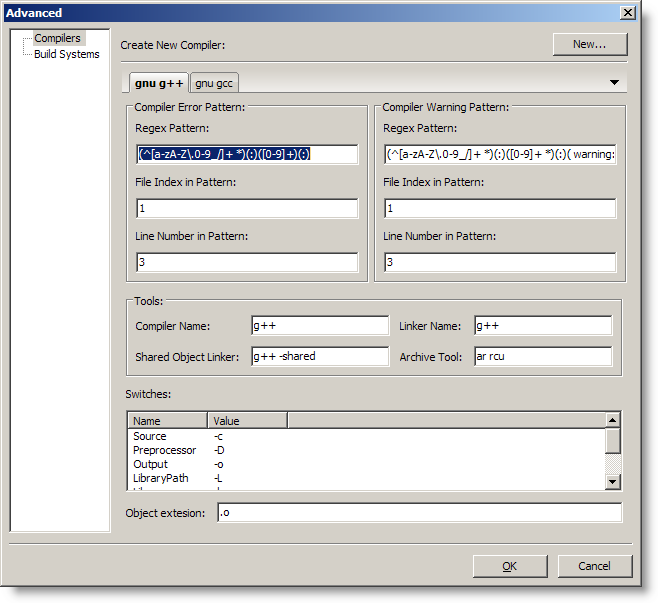 Advanced
Compilers
Build Systems
Create New Compiler:
New...
gnu g++ gnu gcc
Compiler Error Pattern:
Regex Pattern:
(^[a-zA-Z\.0-9_/]+ *)(:)([0-9]+)(:)
File Index in Pattern:
1
Line Number in Pattern:
3
Compiler Warning Pattern:
Regex Pattern:
(^[a-zA-Z\.0-9_/]+ *)(:)([0-9]+ *)(:)( warning:
File Index in Pattern:
1
Line Number in Pattern:
3
Tools:
Compiler Name: g++ Linker Name: g++
Shared Object Linker: g++ -shared Archive Tool: ar rcu
Switches:
Name Value
Source -c
Preprocessor -D
Output -o
LibraryPath -L
Object extesion: .o
OK Cancel